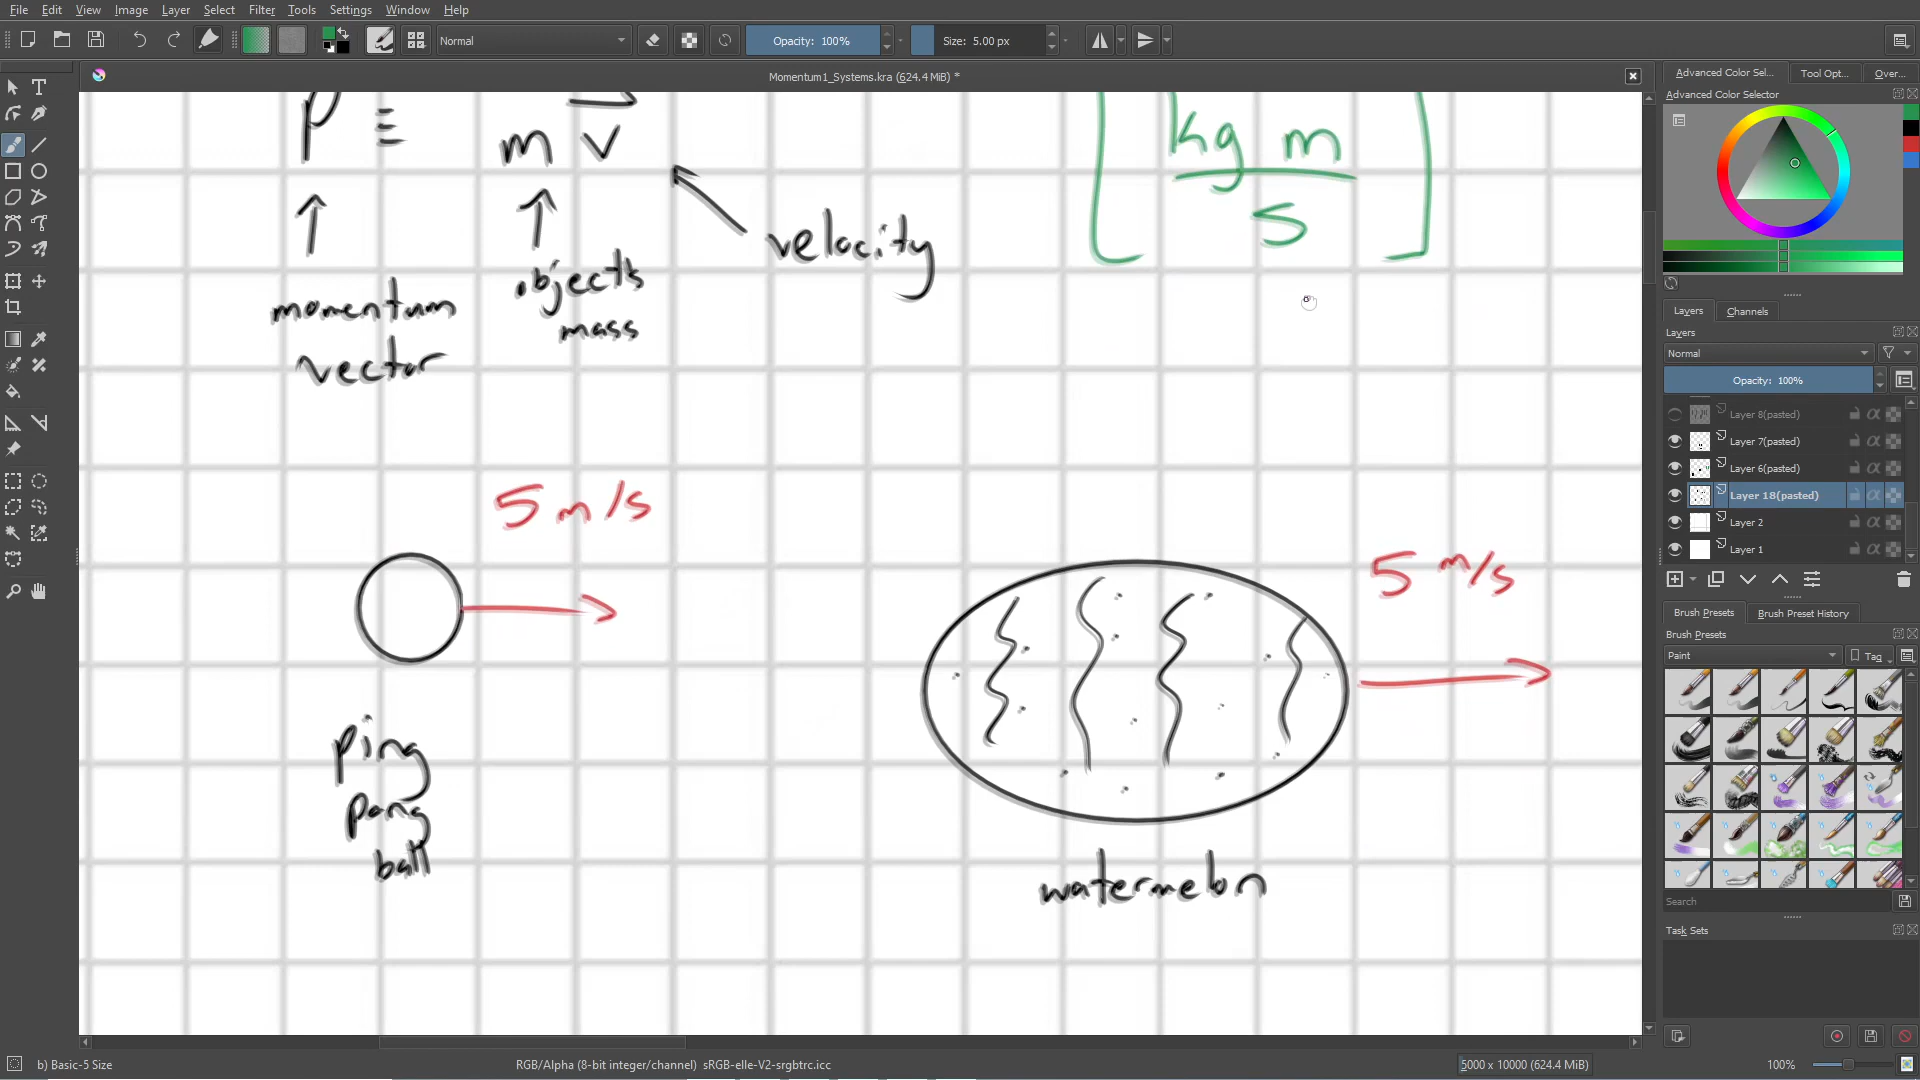 File Edit View Image Layer Select Filter Tools Settings Window Help
Normal
Opacity: 100%
Size: 5.00 px
Momentum1_Systems.kra (624.4 MiB) *
Advanced Color Sel...
Tool Opt...
Over...
Advanced Color Selector
P ≡ m v
kg m
s
velocity
momentum
vector
objects
mass
5 m/s
5 m/s
ping
pong
ball
watermelon
Layers
Channels
Layers
Normal
Opacity: 100%
Layer 8(pasted)
Layer 7(pasted)
Layer 6(pasted)
Layer 18(pasted)
Layer 2
Layer 1
Brush Presets
Brush Preset History
Brush Presets
Paint
Tag
Search
Task Sets
b) Basic-5 Size
RGB/Alpha (8-bit integer/channel) sRGB-elle-V2-srgbtrc.icc
5000 x 10000 (624.4 MiB)
100%